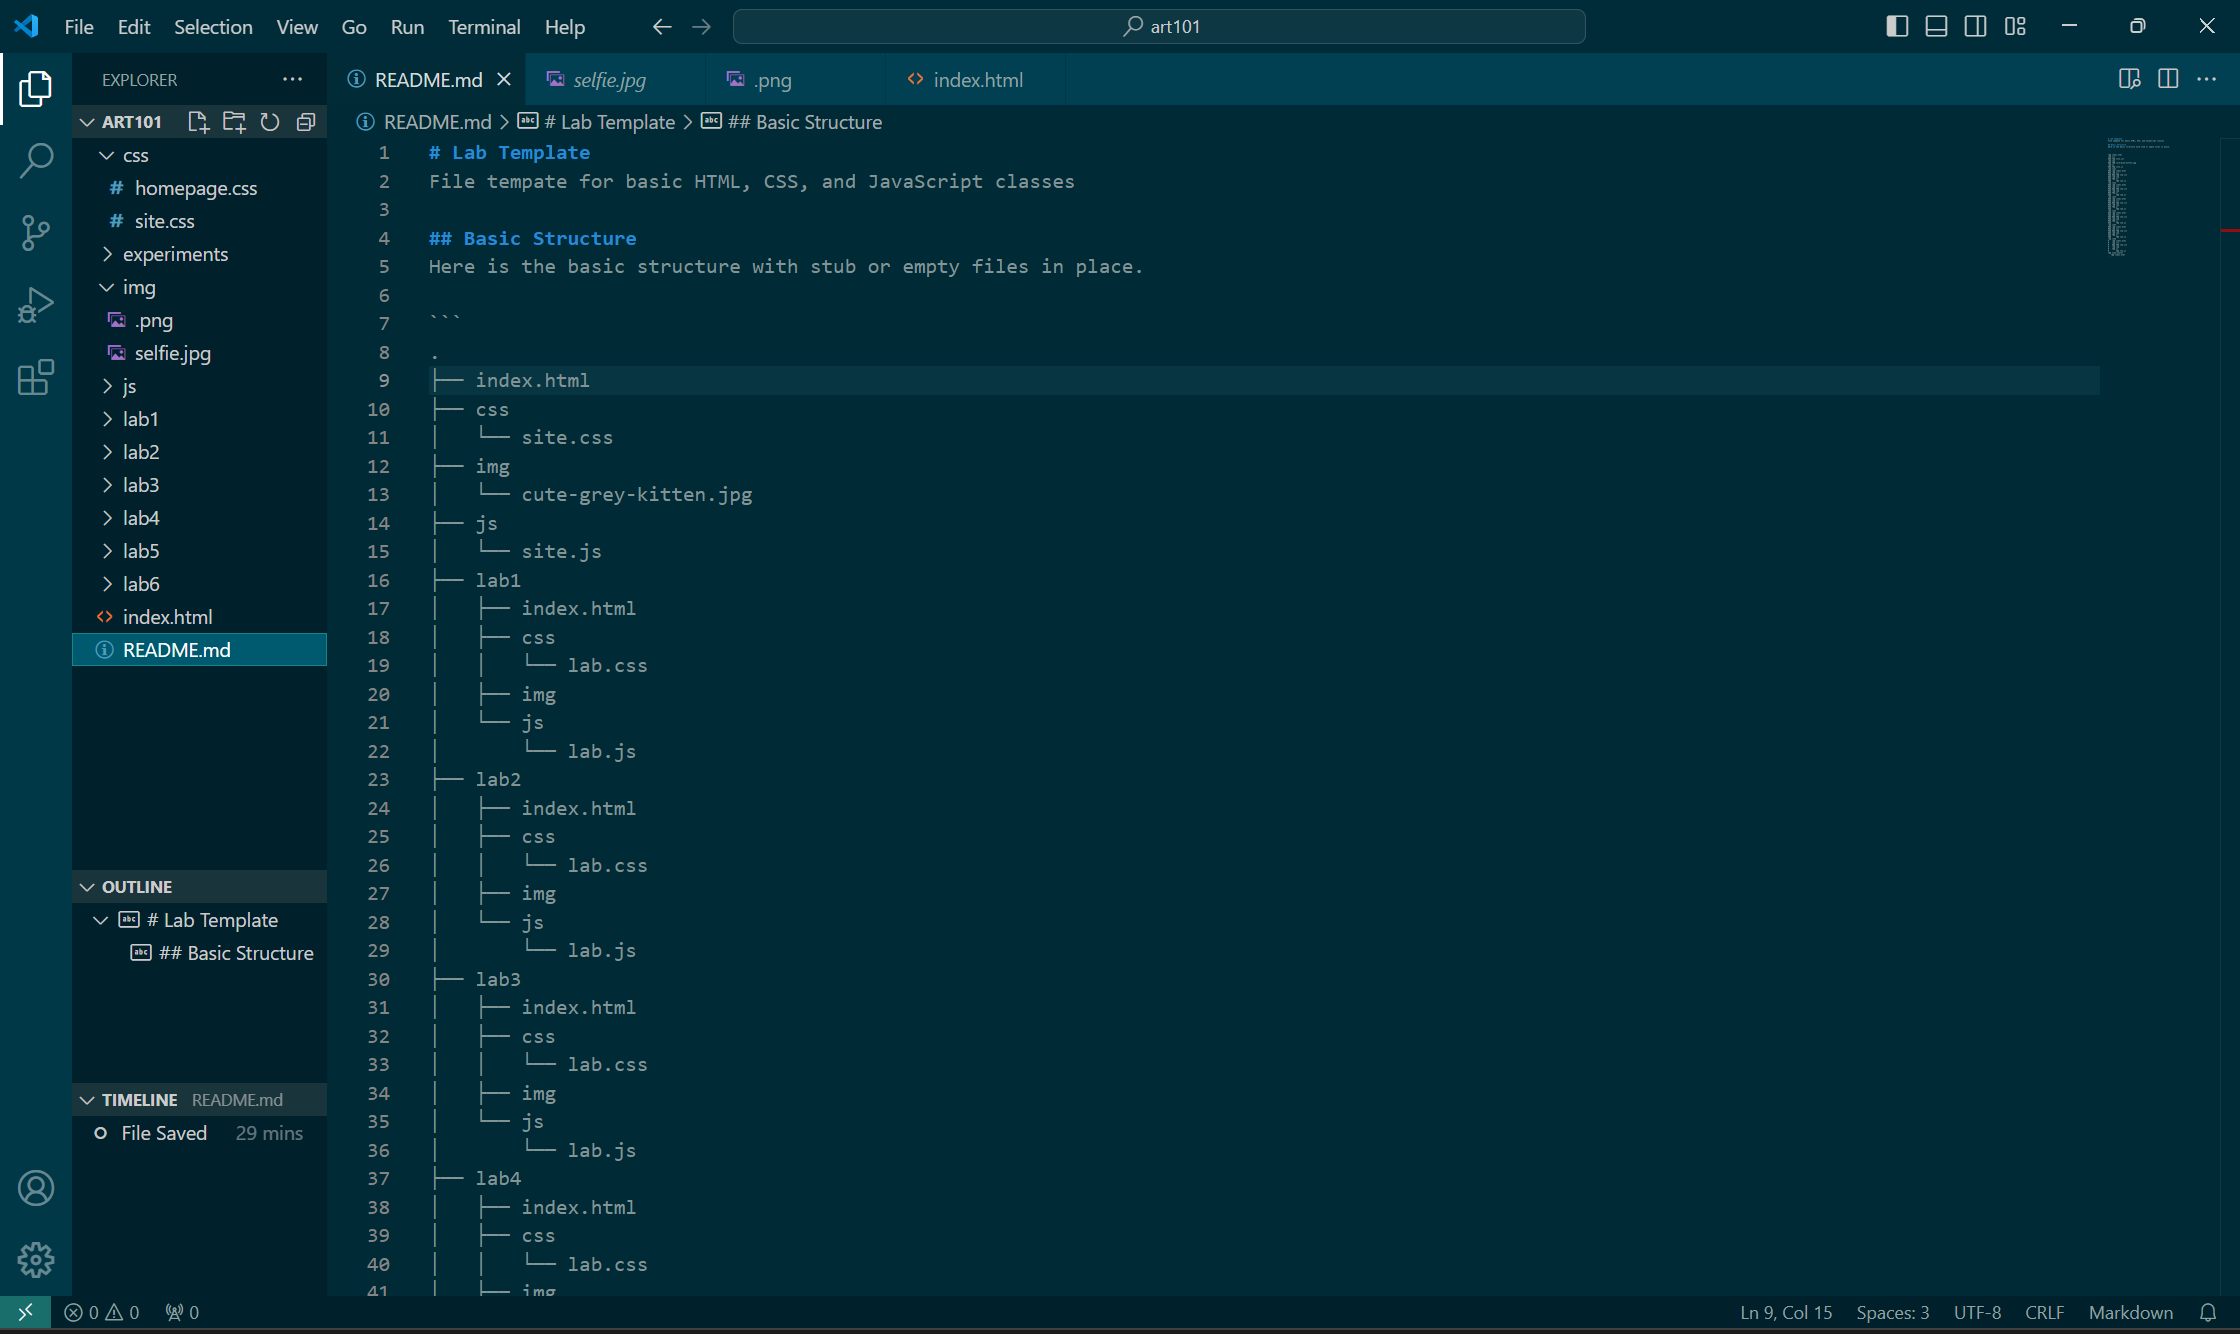 File Edit Selection View Go Run Terminal Help
art101
EXPLORER
README.md
selfie.jpg
.png
index.html
ART101
css
homepage.css
site.css
experiments
img
.png
selfie.jpg
js
lab1
lab2
lab3
lab4
lab5
lab6
index.html
README.md
OUTLINE
# Lab Template
## Basic Structure
TIMELINE README.md
File Saved 29 mins
README.md > # Lab Template > ## Basic Structure
1 # Lab Template
2 File tempate for basic HTML, CSS, and JavaScript classes
3
4 ## Basic Structure
5 Here is the basic structure with stub or empty files in place.
6
7 ```
8 .
9 ├── index.html
10 ├── css
11 │   └── site.css
12 ├── img
13 │   └── cute-grey-kitten.jpg
14 ├── js
15 │   └── site.js
16 ├── lab1
17 │   ├── index.html
18 │   ├── css
19 │   │   └── lab.css
20 │   ├── img
21 │   └── js
22 │       └── lab.js
23 ├── lab2
24 │   ├── index.html
25 │   ├── css
26 │   │   └── lab.css
27 │   ├── img
28 │   └── js
29 │       └── lab.js
30 ├── lab3
31 │   ├── index.html
32 │   ├── css
33 │   │   └── lab.css
34 │   ├── img
35 │   └── js
36 │       └── lab.js
37 ├── lab4
38 │   ├── index.html
39 │   ├── css
40 │   │   └── lab.css
41 │   ├── img
0 0 0
Ln 9, Col 15 Spaces: 3 UTF-8 CRLF Markdown